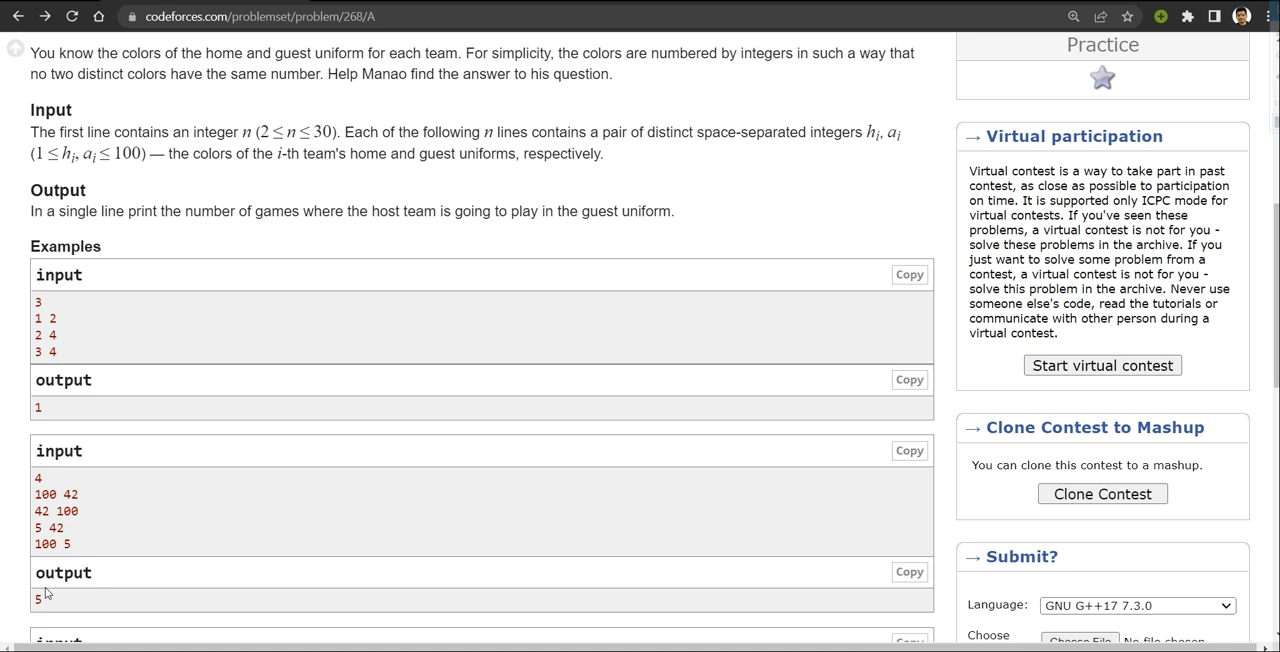 codeforces.com/problemset/problem/268/A
You know the colors of the home and guest uniform for each team. For simplicity, the colors are numbered by integers in such a way that
no two distinct colors have the same number. Help Manao find the answer to his question.
Input
The first line contains an integer n (2 ≤ n ≤ 30). Each of the following n lines contains a pair of distinct space-separated integers hi, ai
(1 ≤ hi, ai ≤ 100) — the colors of the i-th team's home and guest uniforms, respectively.
Output
In a single line print the number of games where the host team is going to play in the guest uniform.
Examples
input
Copy
3
1 2
2 4
3 4
output
Copy
1
input
Copy
4
100 42
42 100
5 42
100 5
output
Copy
5
input
Copy
Practice
→ Virtual participation
Virtual contest is a way to take part in past
contest, as close as possible to participation
on time. It is supported only ICPC mode for
virtual contests. If you've seen these
problems, a virtual contest is not for you -
solve these problems in the archive. If you
just want to solve some problem from a
contest, a virtual contest is not for you -
solve this problem in the archive. Never use
someone else's code, read the tutorials or
communicate with other person during a
virtual contest.
Start virtual contest
→ Clone Contest to Mashup
You can clone this contest to a mashup.
Clone Contest
→ Submit?
Language: GNU G++17 7.3.0
Choose
Choose File No file chosen